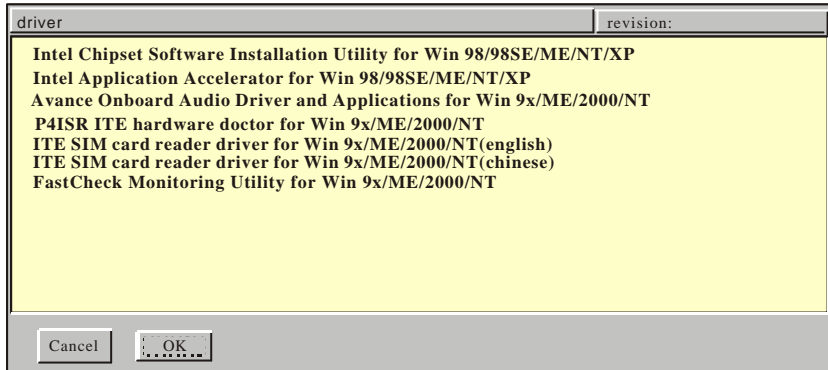 driver revision:
Intel Chipset Software Installation Utility for Win 98/98SE/ME/NT/XP
Intel Application Accelerator for Win 98/98SE/ME/NT/XP
Avance Onboard Audio Driver and Applications for Win 9x/ME/2000/NT
P4ISR ITE hardware doctor for Win 9x/ME/2000/NT
ITE SIM card reader driver for Win 9x/ME/2000/NT(english)
ITE SIM card reader driver for Win 9x/ME/2000/NT(chinese)
FastCheck Monitoring Utility for Win 9x/ME/2000/NT
Cancel OK